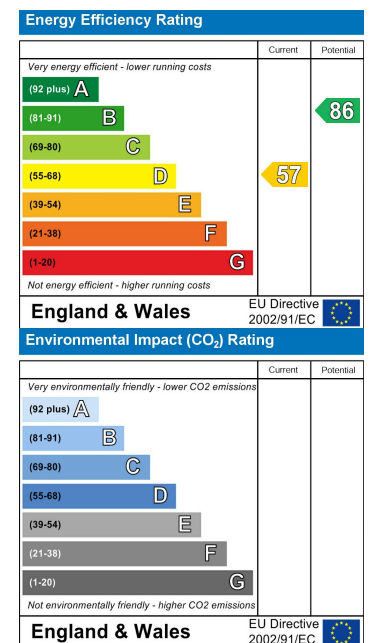 Energy Efficiency Rating
Current Potential
Very energy efficient - lower running costs
(92 plus) A
(81-91) B
(69-80) C
(55-68) D
(39-54) E
(21-38) F
(1-20) G
57
86
Not energy efficient - higher running costs
England & Wales
EU Directive
2002/91/EC
Environmental Impact (CO₂) Rating
Current Potential
Very environmentally friendly - lower CO2 emissions
(92 plus) A
(81-91) B
(69-80) C
(55-68) D
(39-54) E
(21-38) F
(1-20) G
Not environmentally friendly - higher CO2 emissions
England & Wales
EU Directive
2002/91/EC